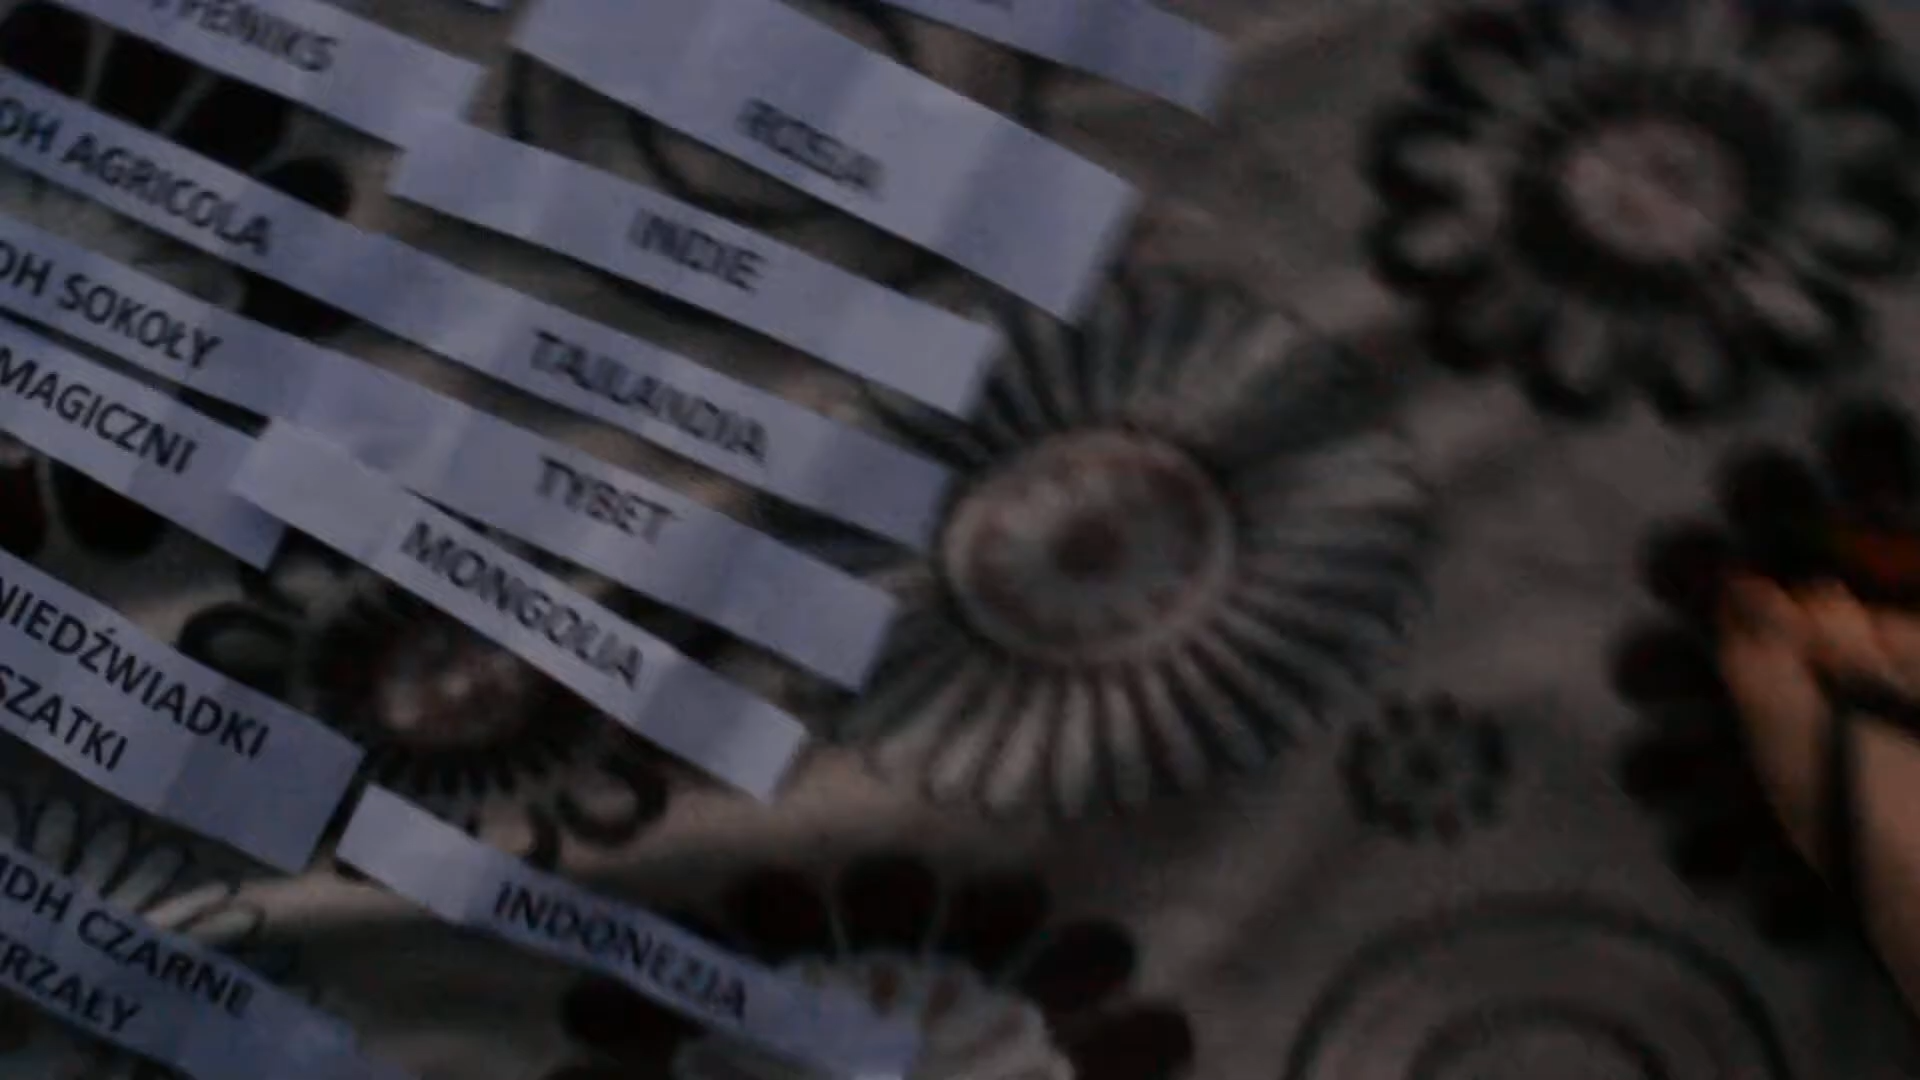 FENIKS
ROSJA
DH AGRICOLA
INDIE
DH SOKOŁY
TAJLANDIA
MAGICZNI
TYBET
MONGOLIA
NIEDŹWIADKI
SZATKI
INDONEZJA
DH CZARNE
RZAŁY